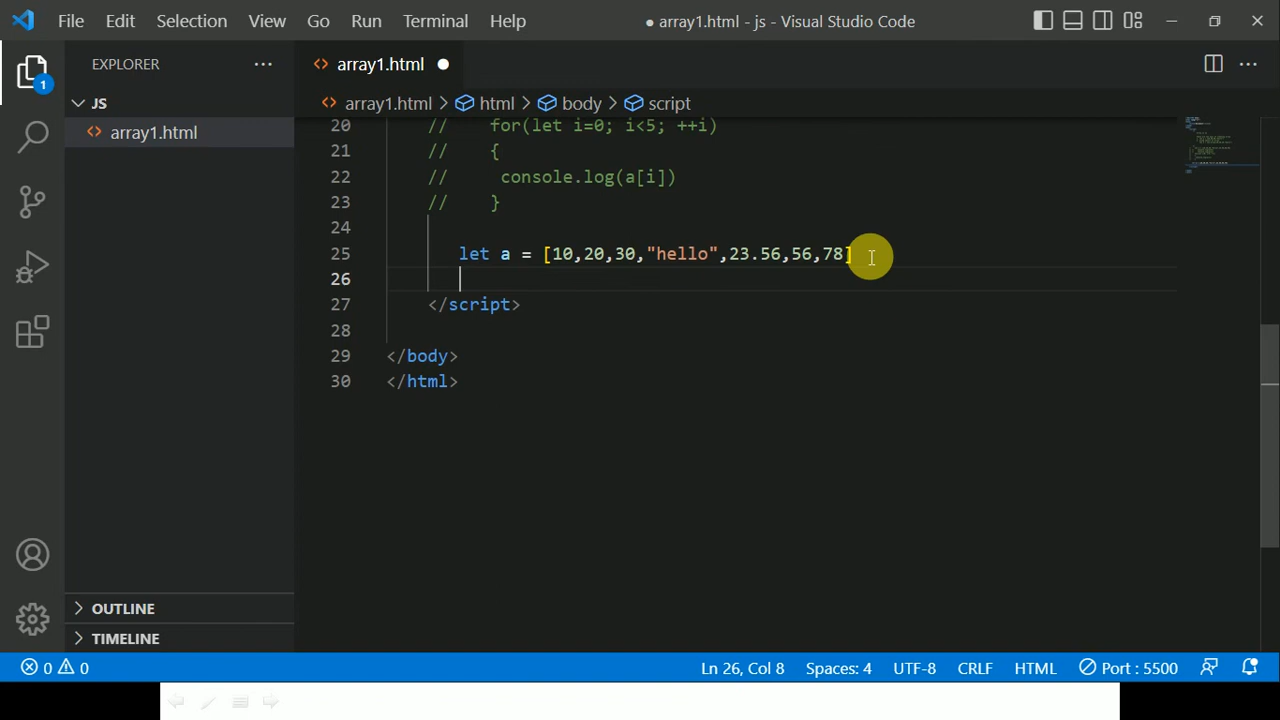 File Edit Selection View Go Run Terminal Help ● array1.html - js - Visual Studio Code
EXPLORER ··· array1.html ●
JS
array1.html
1
array1.html > html > body > script
20 // for(let i=0; i<5; ++i)
21 // {
22 // console.log(a[i])
23 // }
24
25 let a = [10,20,30,"hello",23.56,56,78]
26
27 </script>
28
29 </body>
30 </html>
OUTLINE
TIMELINE
0 0 Ln 26, Col 8 Spaces: 4 UTF-8 CRLF HTML Port : 5500